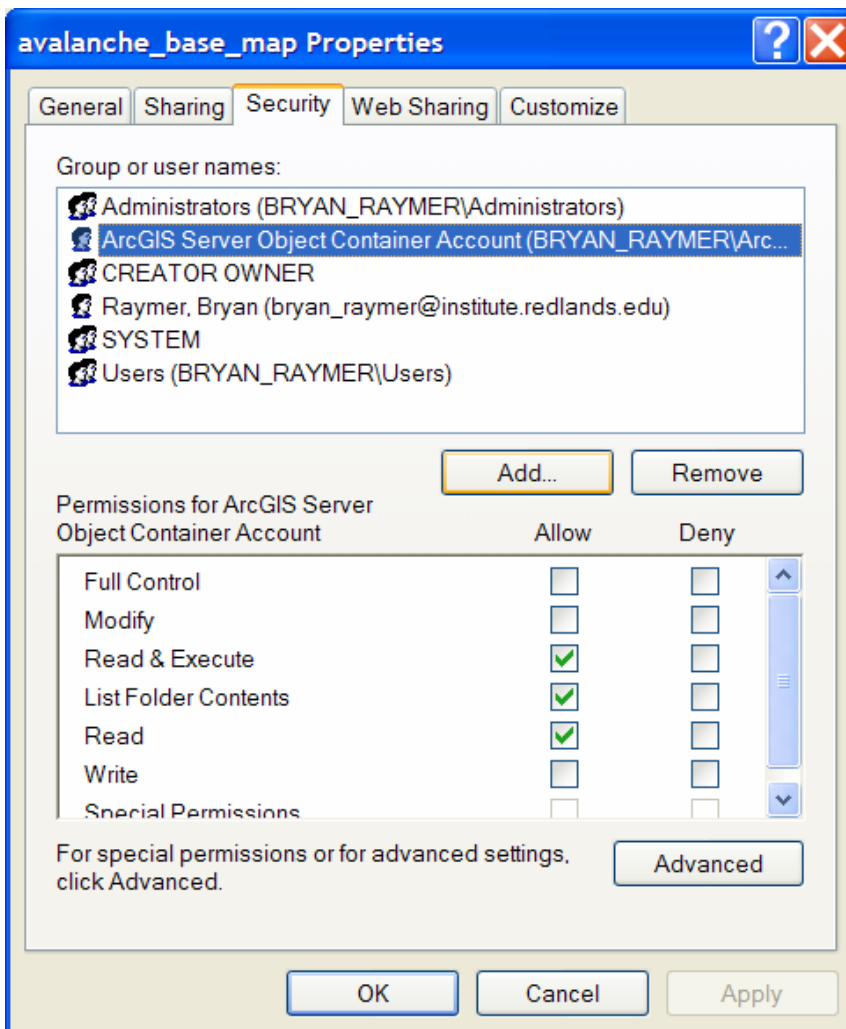 avalanche_base_map Properties
General Sharing Security Web Sharing Customize
Group or user names:
Administrators (BRYAN_RAYMER\Administrators)
ArcGIS Server Object Container Account (BRYAN_RAYMER\Arc...
CREATOR OWNER
Raymer, Bryan (bryan_raymer@institute.redlands.edu)
SYSTEM
Users (BRYAN_RAYMER\Users)
Add... Remove
Permissions for ArcGIS Server
Object Container Account Allow Deny
Full Control
Modify
Read & Execute
List Folder Contents
Read
Write
Special Permissions
For special permissions or for advanced settings,
click Advanced.
Advanced
OK Cancel Apply